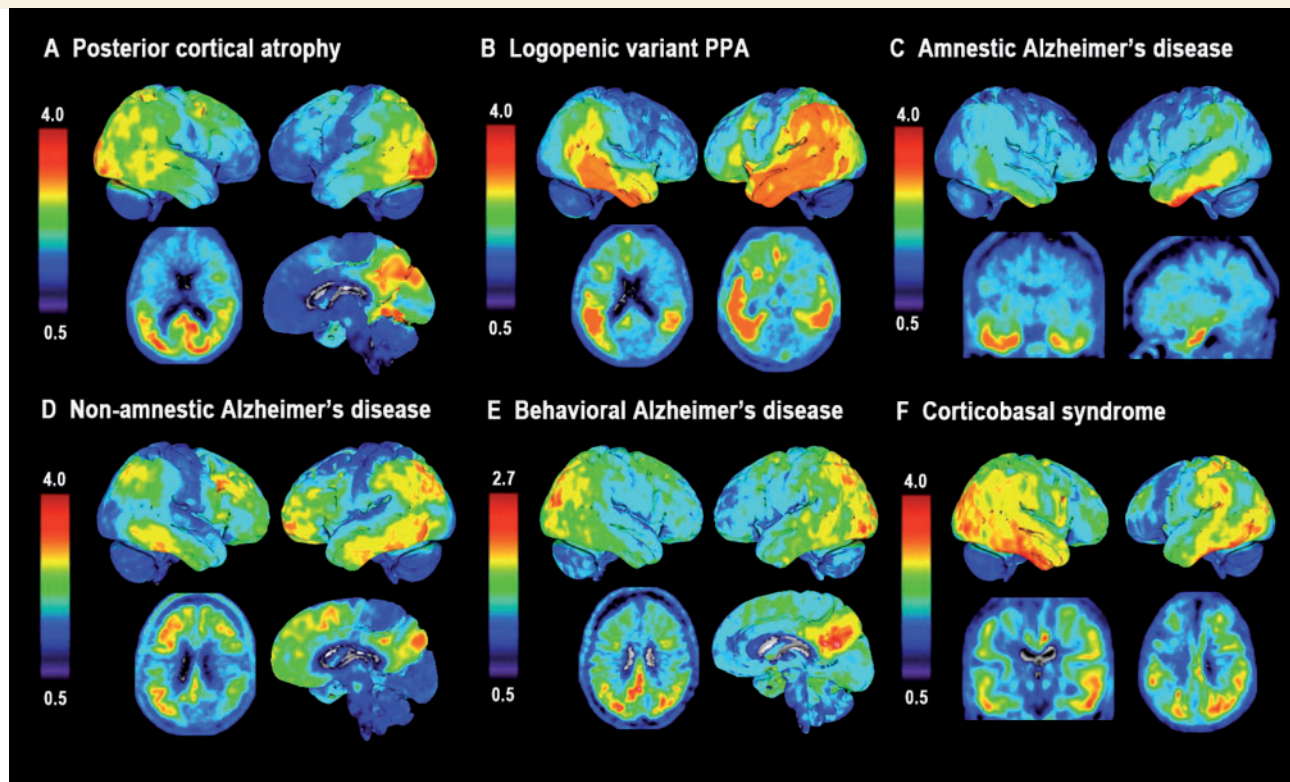 A Posterior cortical atrophy
B Logopenic variant PPA
C Amnestic Alzheimer's disease
4.0
4.0
4.0
0.5
0.5
0.5
D Non-amnestic Alzheimer's disease
E Behavioral Alzheimer's disease
F Corticobasal syndrome
4.0
2.7
4.0
0.5
0.5
0.5